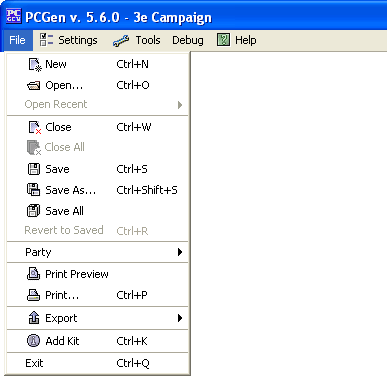 PCGen v. 5.6.0 - 3e Campaign
File Settings Tools Debug Help
New Ctrl+N
Open... Ctrl+O
Open Recent
Close Ctrl+W
Close All
Save Ctrl+S
Save As... Ctrl+Shift+S
Save All
Revert to Saved Ctrl+R
Party
Print Preview
Print... Ctrl+P
Export
Add Kit Ctrl+K
Exit Ctrl+Q